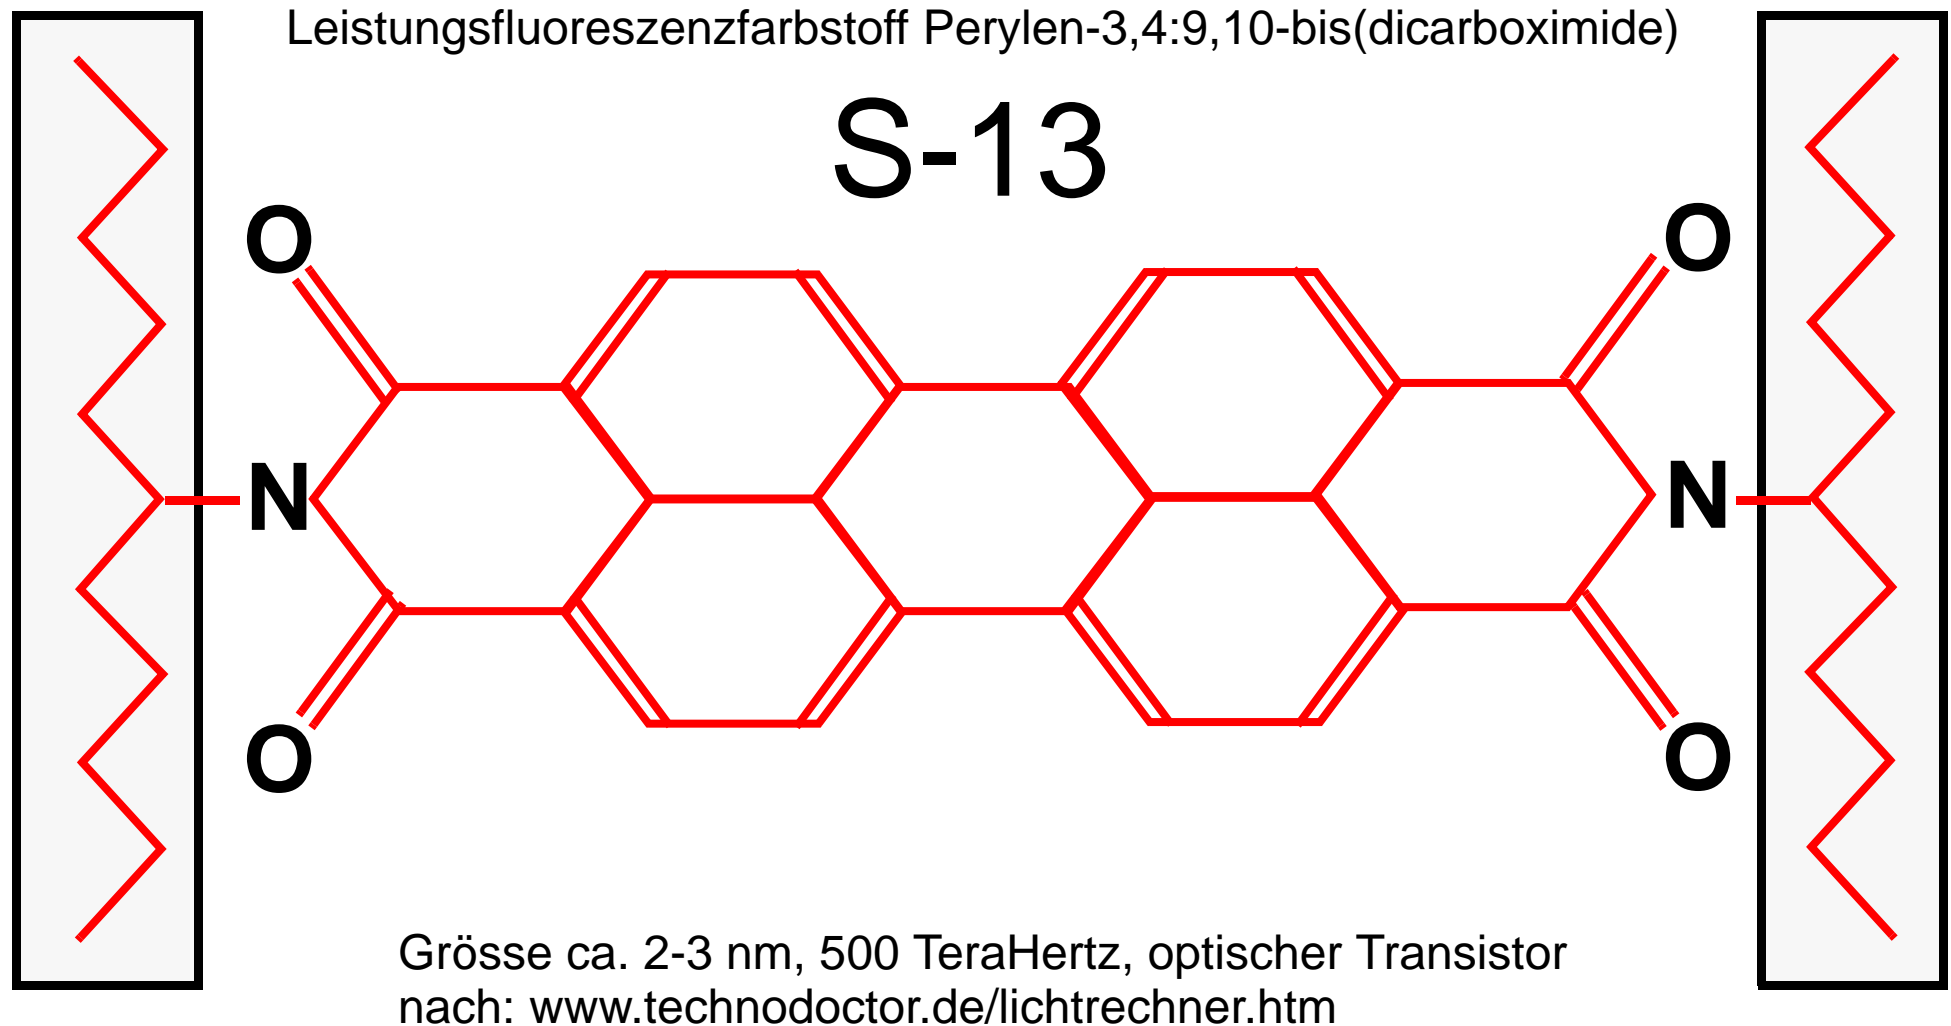 Leistungsfluoreszenzfarbstoff Perylen-3,4:9,10-bis(dicarboximide)
S-13
O O
N N
O O
Grösse ca. 2-3 nm, 500 TeraHertz, optischer Transistor
nach: www.technodoctor.de/lichtrechner.htm